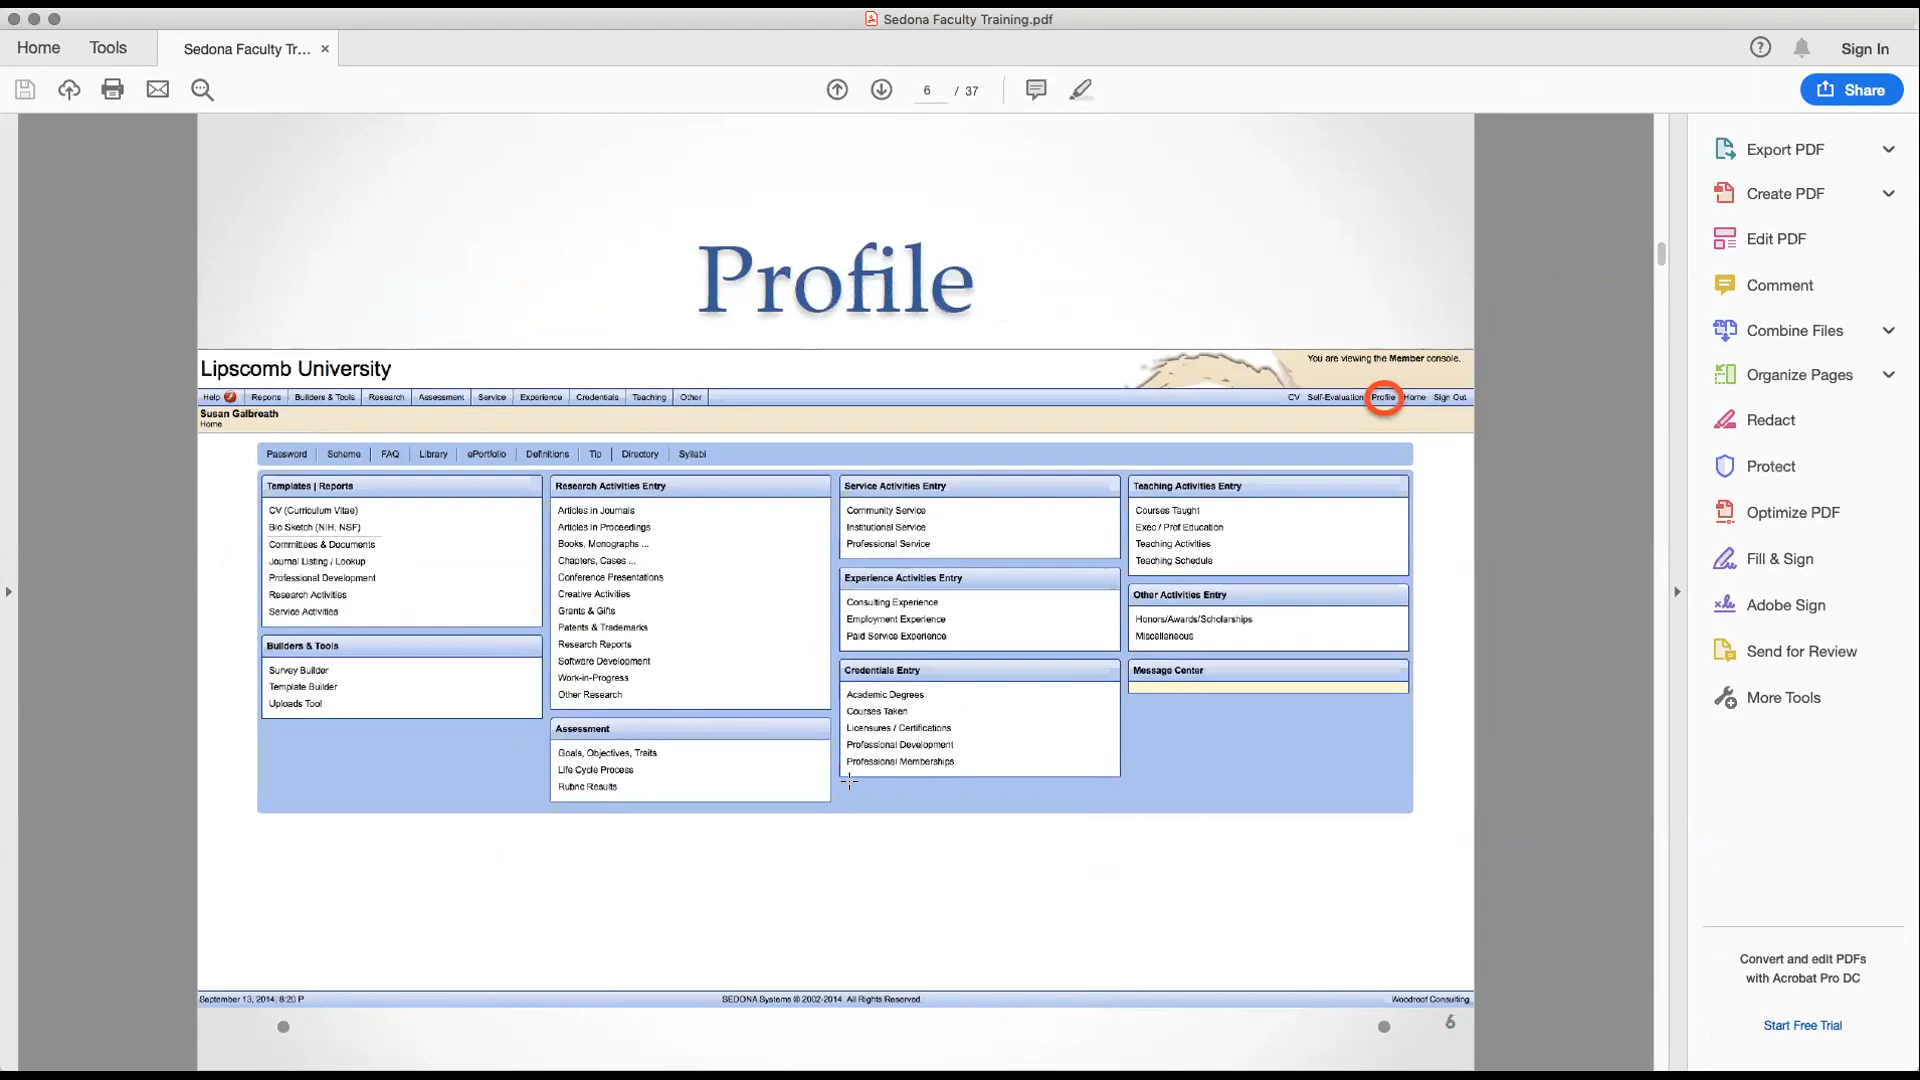 Sedona Faculty Training.pdf
Home Tools Sedona Faculty Tr... × Sign In
6 / 37 Share
Profile
Lipscomb University
You are viewing the Member console.
Help Reports Builders & Tools Research Assessment Service Experience Credentials Teaching Other CV Self-Evaluation Profile Home Sign Out
Susan Galbreath
Home
Password Scheme FAQ Library ePortfolio Definitions Tip Directory Syllabi
Templates | Reports
CV (Curriculum Vitae)
Bio Sketch (NIH, NSF)
Committees & Documents
Journal Listing / Lookup
Professional Development
Research Activities
Service Activities
Builders & Tools
Survey Builder
Template Builder
Uploads Tool
Research Activities Entry
Articles in Journals
Articles in Proceedings
Books, Monographs ...
Chapters, Cases ...
Conference Presentations
Creative Activities
Grants & Gifts
Patents & Trademarks
Research Reports
Software Development
Work-in-Progress
Other Research
Assessment
Goals, Objectives, Traits
Life Cycle Process
Rubric Results
Service Activities Entry
Community Service
Institutional Service
Professional Service
Experience Activities Entry
Consulting Experience
Employment Experience
Paid Service Experience
Credentials Entry
Academic Degrees
Courses Taken
Licensures / Certifications
Professional Development
Professional Memberships
Teaching Activities Entry
Courses Taught
Exec / Prof Education
Teaching Activities
Teaching Schedule
Other Activities Entry
Honors/Awards/Scholarships
Miscellaneous
Message Center
September 13, 2014, 8:20 P SEDONA Systems © 2002-2014. All Rights Reserved. Woodroof Consulting
6
Export PDF
Create PDF
Edit PDF
Comment
Combine Files
Organize Pages
Redact
Protect
Optimize PDF
Fill & Sign
Adobe Sign
Send for Review
More Tools
Convert and edit PDFs
with Acrobat Pro DC
Start Free Trial